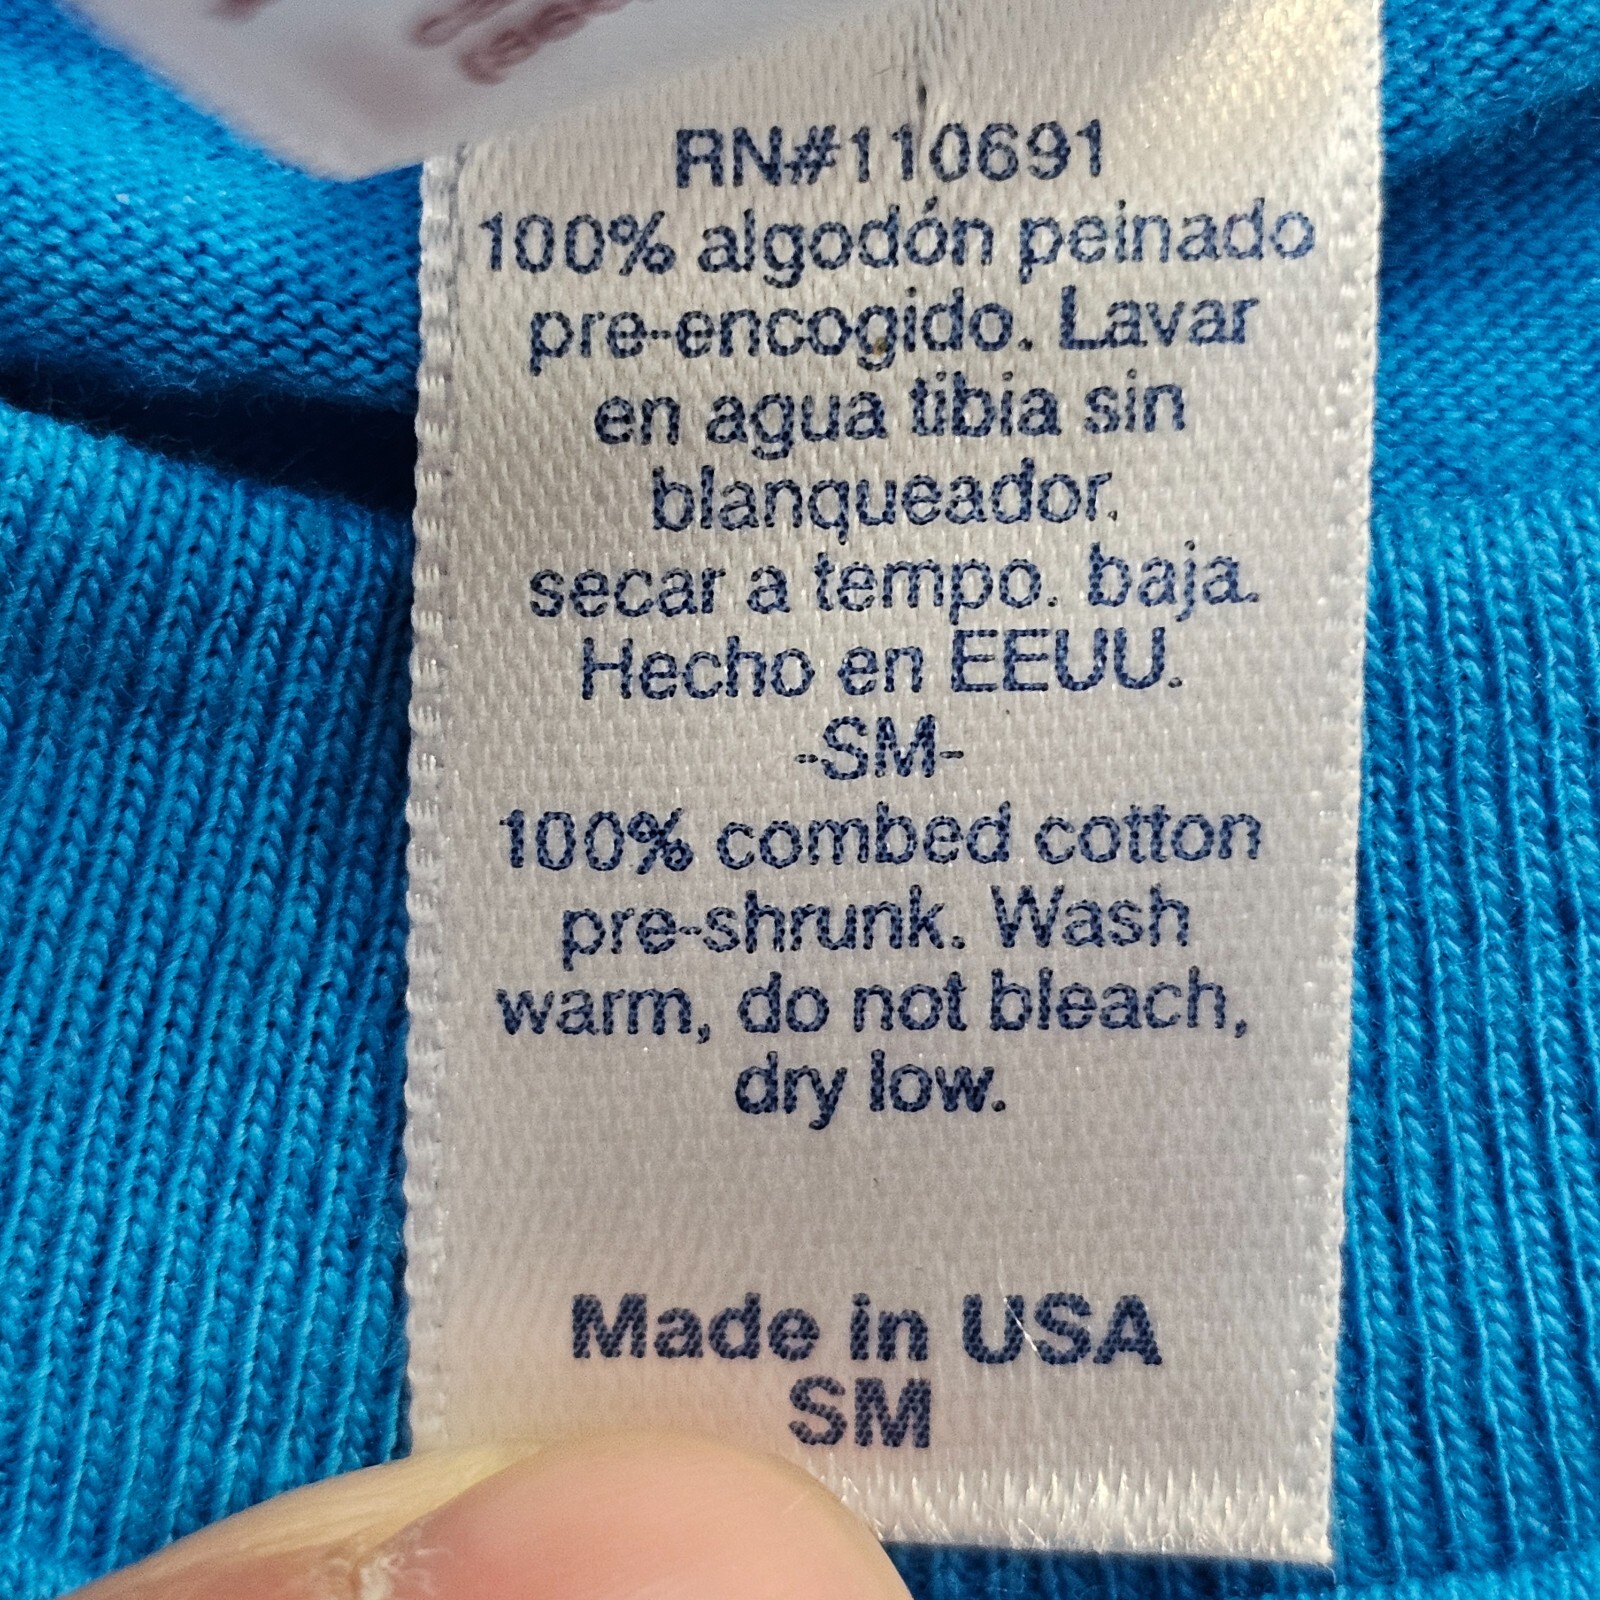 RN#110691
100% algodón peinado
pre-encogido. Lavar
en agua tibia sin
blanqueador.
secar a tempo. baja.
Hecho en EEUU.
-SM-
100% combed cotton
pre-shrunk. Wash
warm, do not bleach,
dry low.
Made in USA
SM